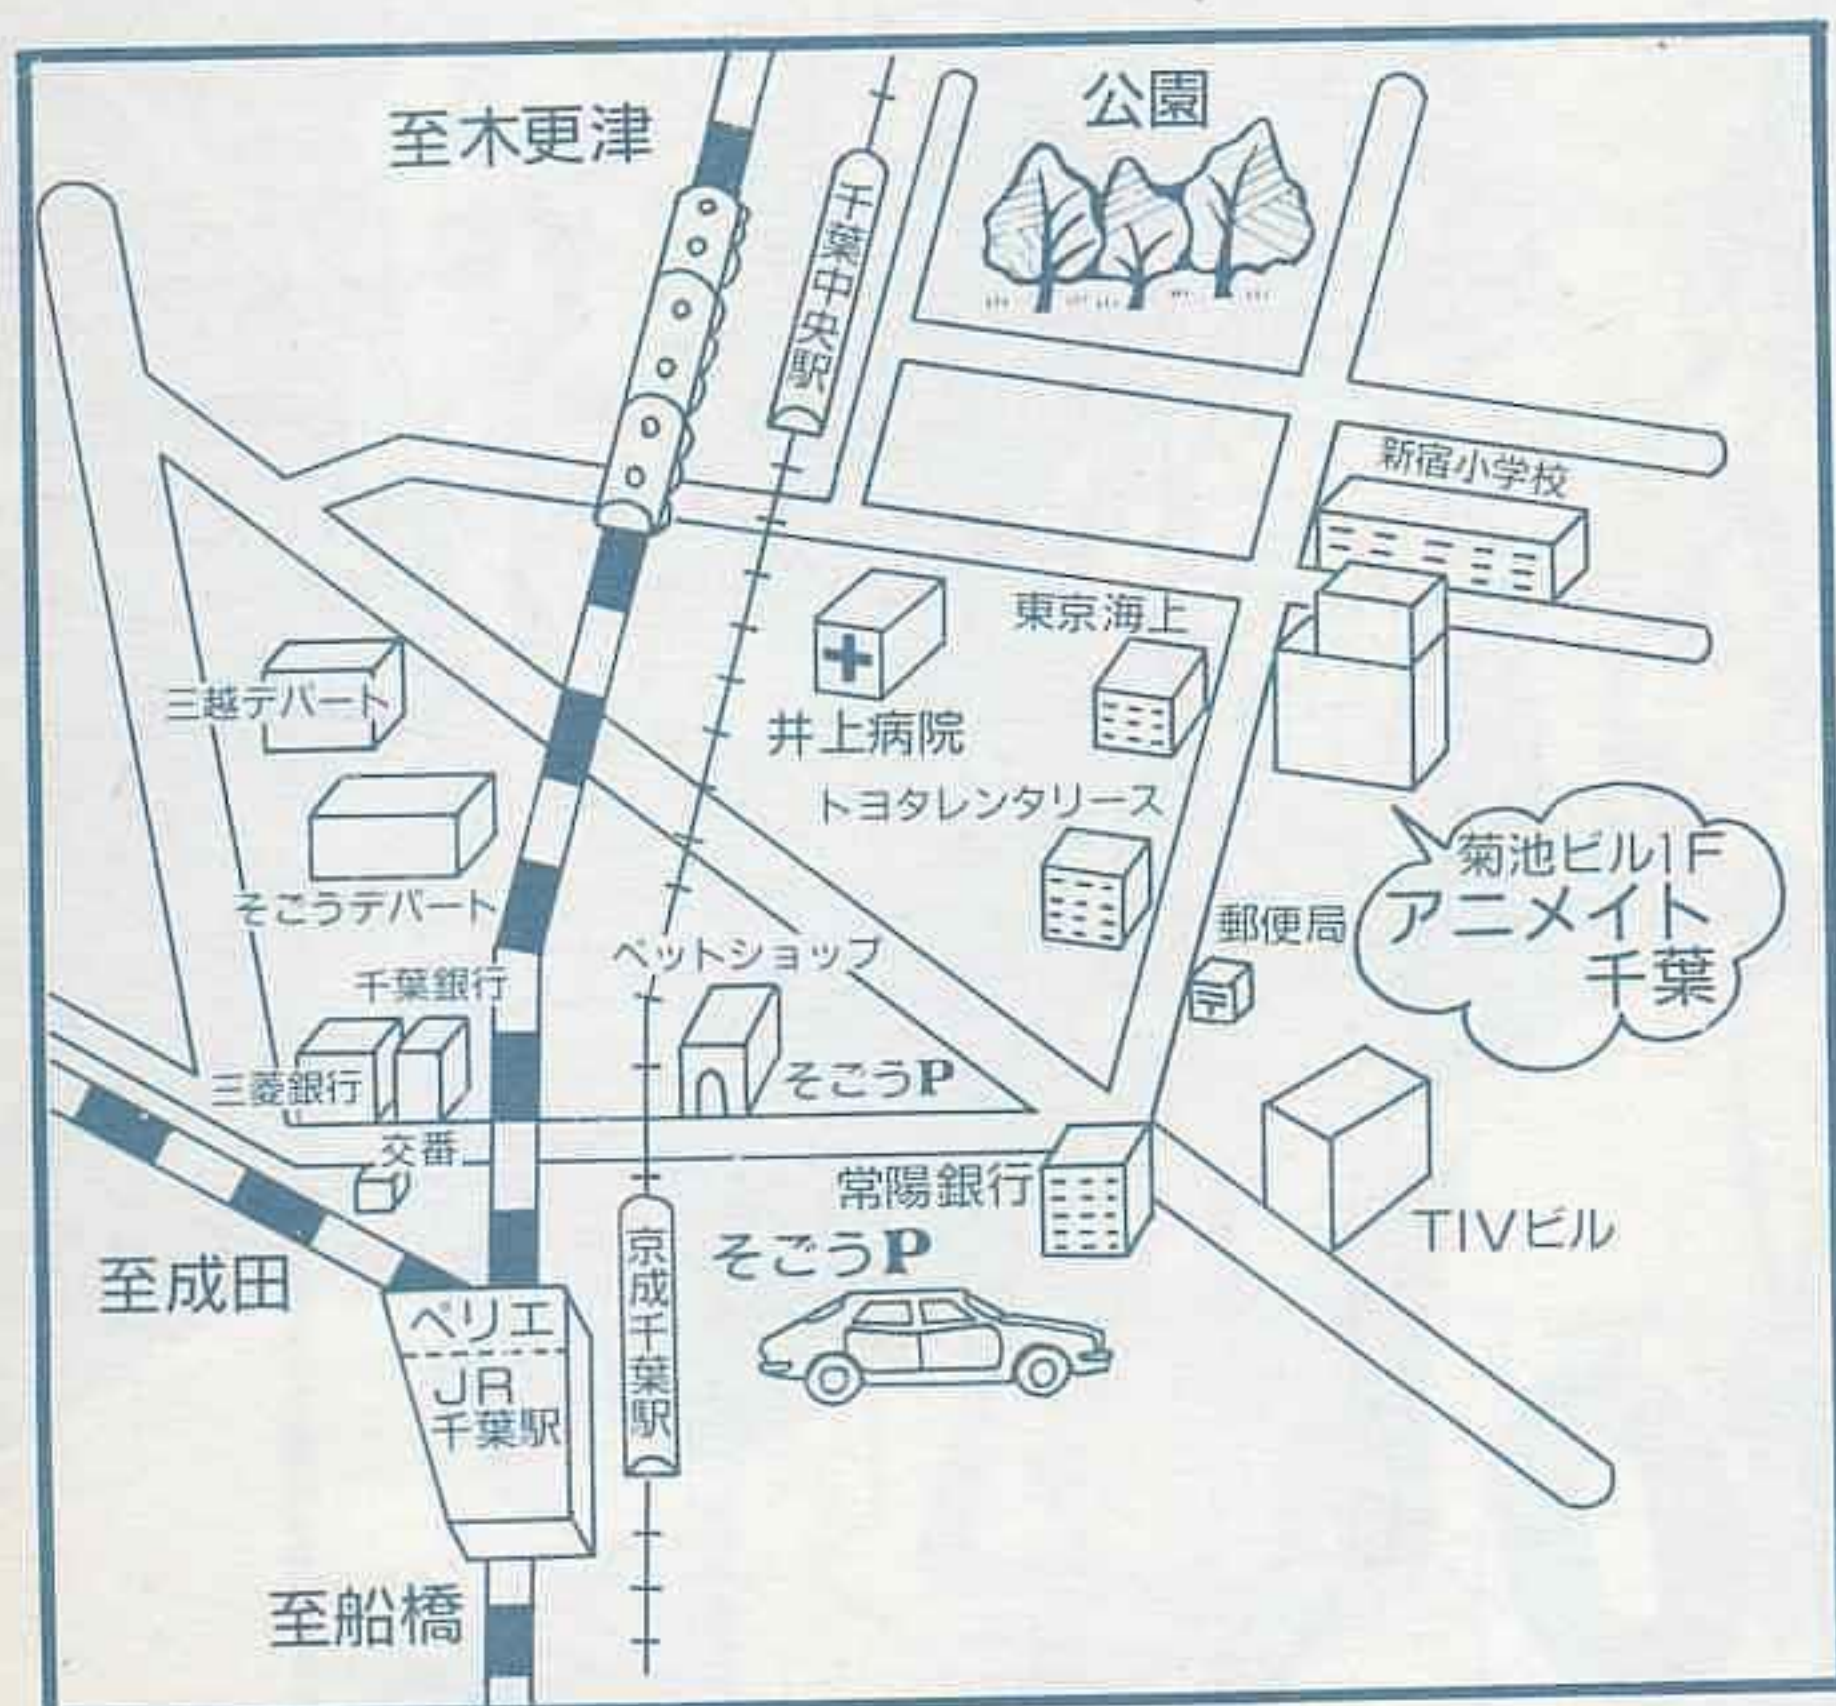 公園
至木更津
千葉中央駅
新宿小学校
東京海上
三越デパート
井上病院
トヨタレンタリース
菊池ビル1F
アニメイト
千葉
そごうデパート
郵便局
ペットショップ
千葉銀行
三菱銀行
そごうP
交番
常陽銀行
TIVビル
そごうP
至成田
京成千葉駅
ペリエ
JR
千葉駅
至船橋